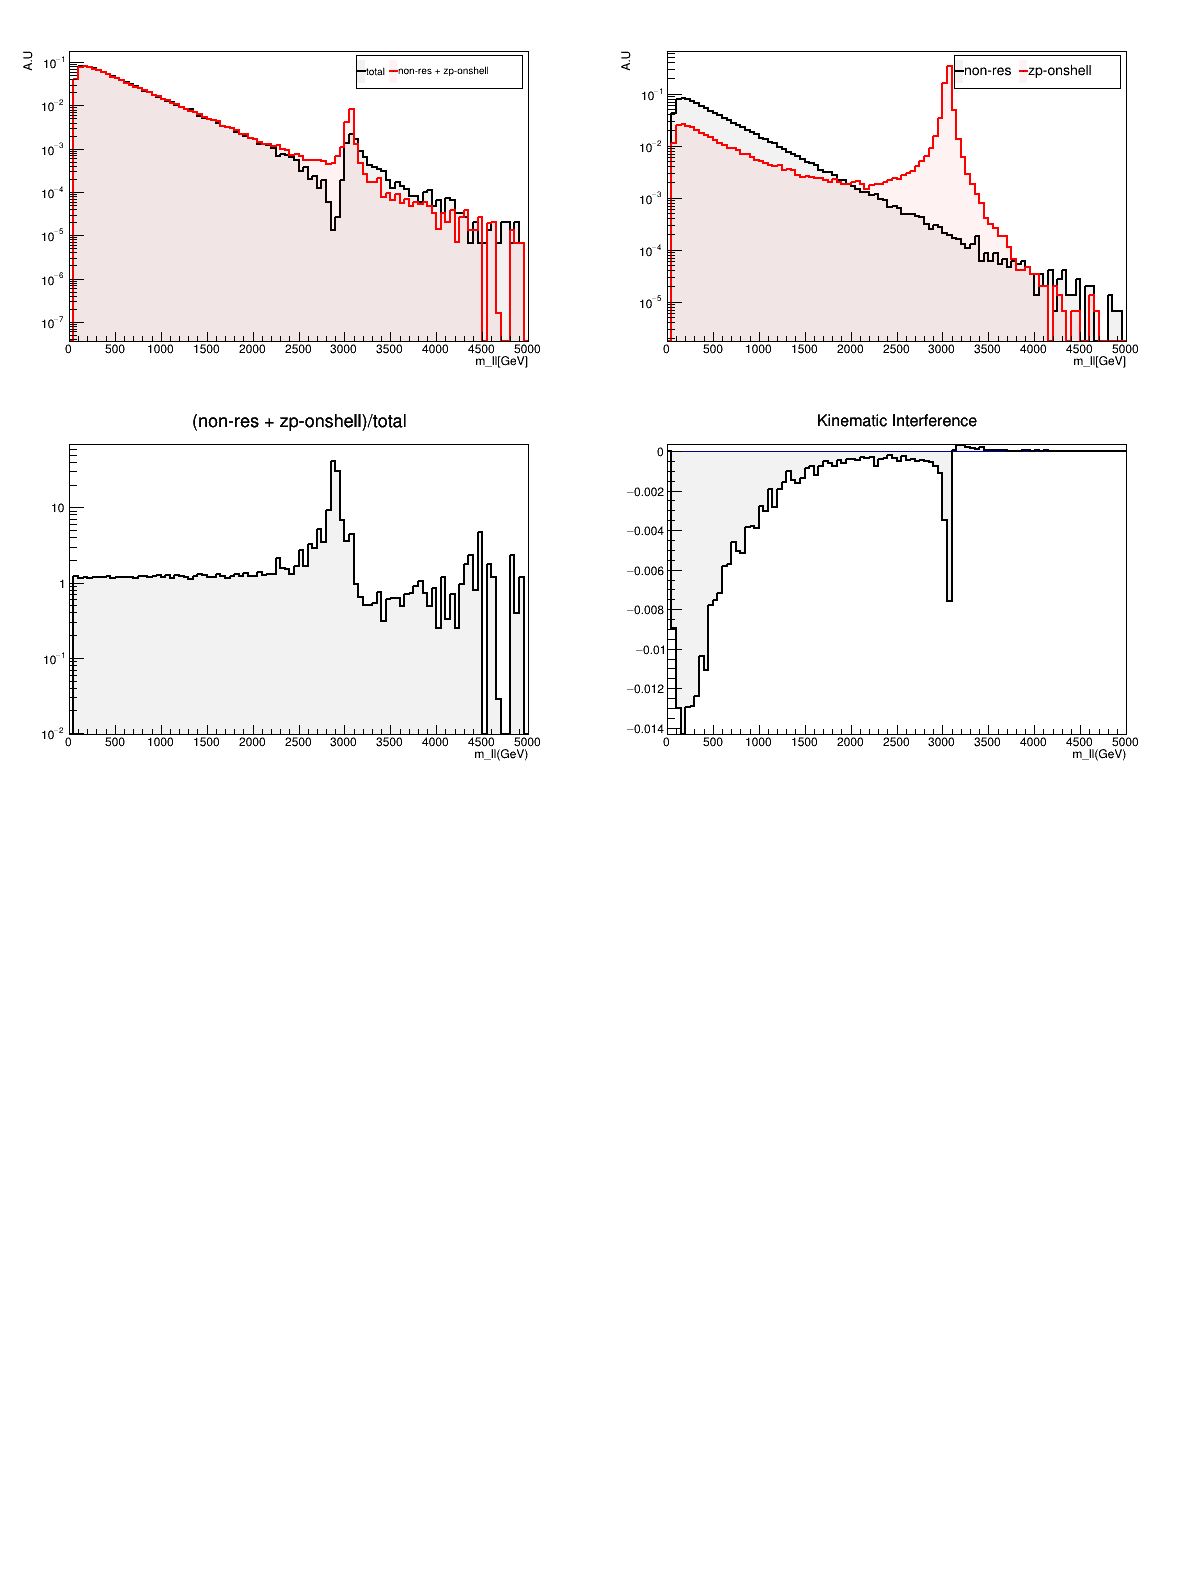 A.U
total non-res + zp-onshell
10⁻¹
10⁻²
10⁻³
10⁻⁴
10⁻⁵
10⁻⁶
10⁻⁷
0 500 1000 1500 2000 2500 3000 3500 4000 4500 5000
m_ll[GeV]
A.U
non-res zp-onshell
10⁻¹
10⁻²
10⁻³
10⁻⁴
10⁻⁵
0 500 1000 1500 2000 2500 3000 3500 4000 4500 5000
m_ll[GeV]
(non-res + zp-onshell)/total
10
1
10⁻¹
10⁻²
0 500 1000 1500 2000 2500 3000 3500 4000 4500 5000
m_ll(GeV)
Kinematic Interference
0
−0.002
−0.004
−0.006
−0.008
−0.01
−0.012
−0.014
0 500 1000 1500 2000 2500 3000 3500 4000 4500 5000
m_ll(GeV)